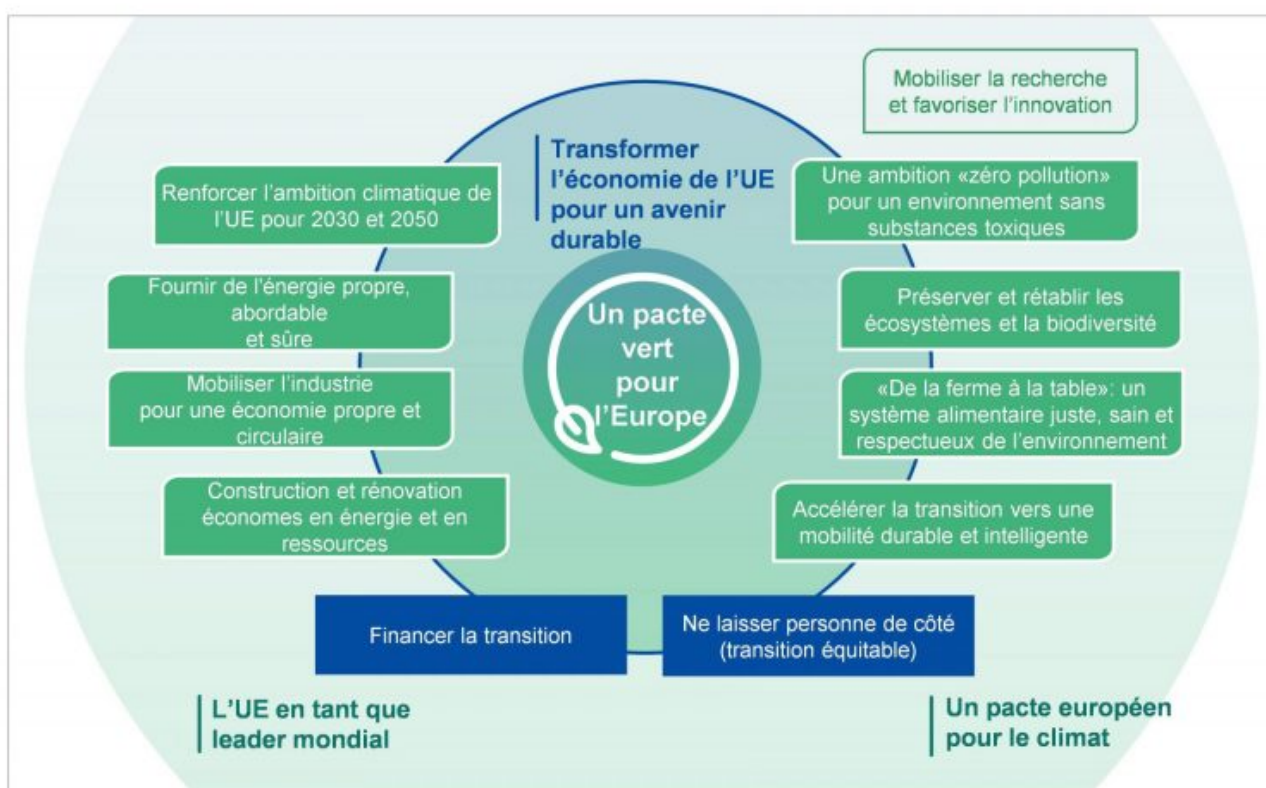 Mobiliser la recherche
et favoriser l’innovation
Transformer
l’économie de l’UE
pour un avenir
durable
Renforcer l’ambition climatique de
l’UE pour 2030 et 2050
Une ambition «zéro pollution»
pour un environnement sans
substances toxiques
Fournir de l'énergie propre,
abordable
et sûre
Préserver et rétablir les
écosystèmes et la biodiversité
Un pacte
vert
pour
l’Europe
Mobiliser l’industrie
pour une économie propre et
circulaire
«De la ferme à la table»: un
système alimentaire juste, sain et
respectueux de l’environnement
Construction et rénovation
économes en énergie et en
ressources
Accélérer la transition vers une
mobilité durable et intelligente
Financer la transition
Ne laisser personne de côté
(transition équitable)
L’UE en tant que
leader mondial
Un pacte européen
pour le climat